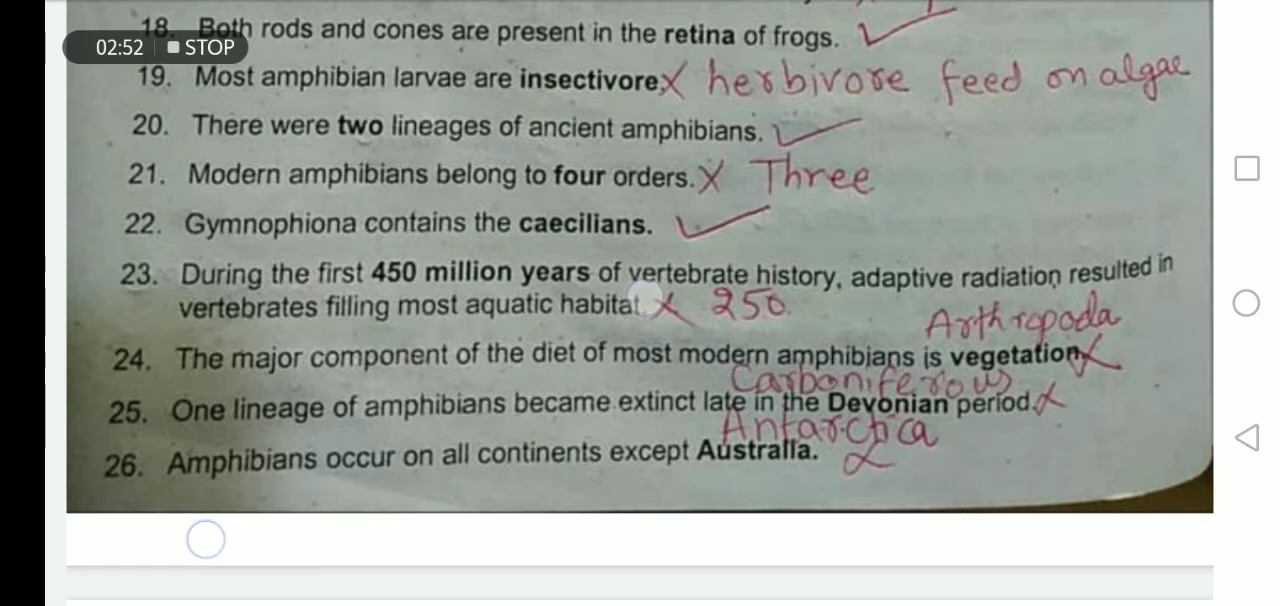 18. Both rods and cones are present in the retina of frogs.
02:52 STOP
19. Most amphibian larvae are insectivore. X herbivore feed on algae
20. There were two lineages of ancient amphibians.
21. Modern amphibians belong to four orders. X Three
22. Gymnophiona contains the caecilians.
23. During the first 450 million years of vertebrate history, adaptive radiation resulted in
vertebrates filling most aquatic habitat. X 250
Arthropoda
24. The major component of the diet of most modern amphibians is vegetation. X
Carboniferous
25. One lineage of amphibians became extinct late in the Devonian period. X
Antarctica
26. Amphibians occur on all continents except Australia. X